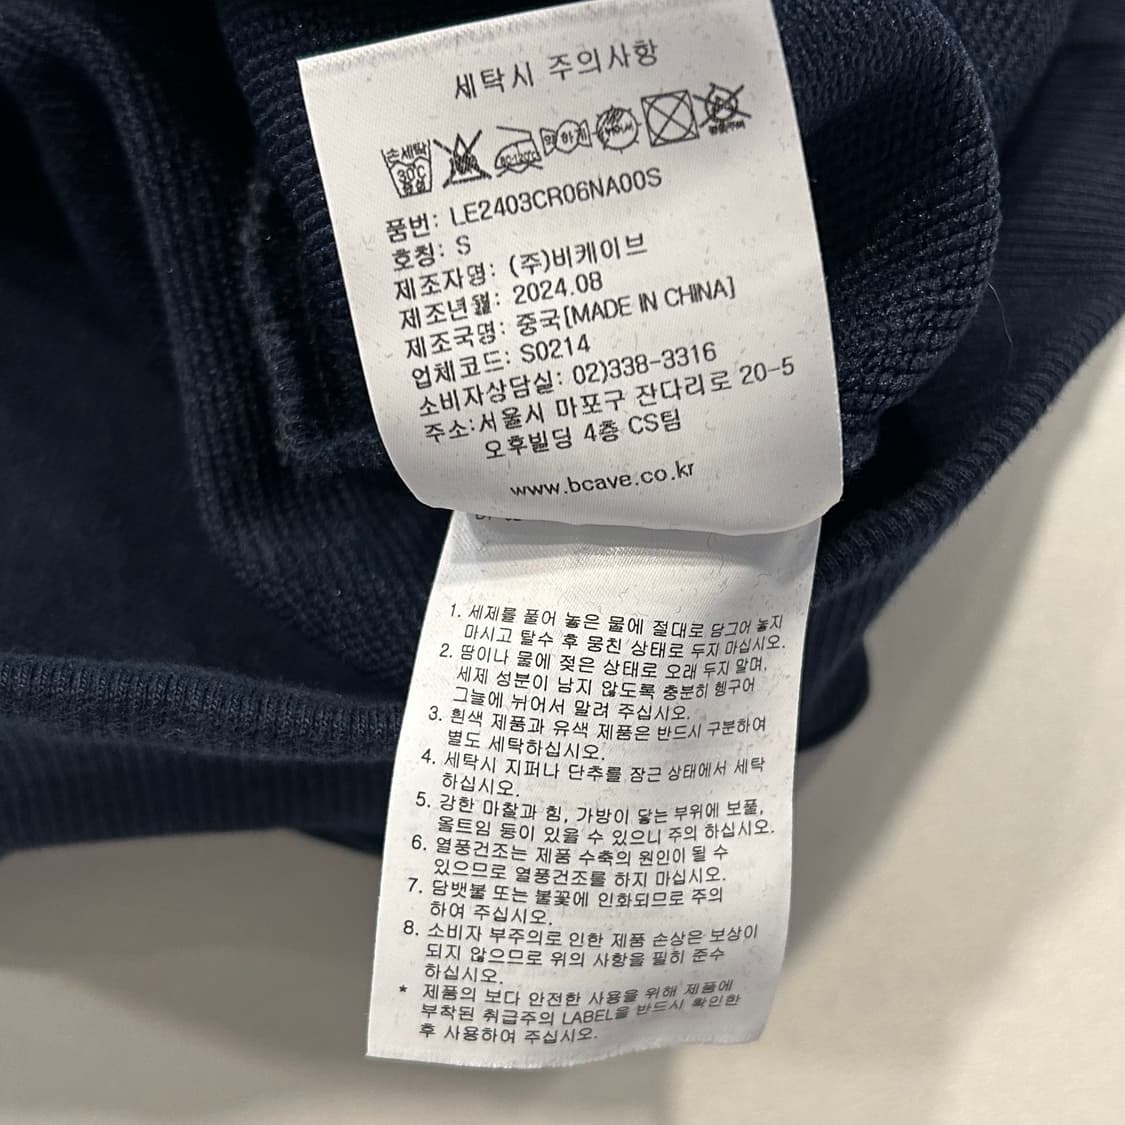 세탁시 주의사항
손세탁 약하게
30℃
중성 80-120℃
품번: LE2403CR06NA00S
호칭: S
제조자명: (주)비케이브
제조년월: 2024.08
제조국명: 중국[MADE IN CHINA]
업체코드: S0214
소비자상담실: 02)338-3316
주소:서울시 마포구 잔다리로 20-5
오후빌딩 4층 CS팀
www.bcave.co.kr
1. 세제를 풀어 놓은 물에 절대로 담그어 놓지
마시고 탈수 후 뭉친 상태로 두지 마십시오.
2. 땀이나 물에 젖은 상태로 오래 두지 말며,
세제 성분이 남지 않도록 충분히 헹구어
그늘에 뉘어서 말려 주십시오.
3. 흰색 제품과 유색 제품은 반드시 구분하여
별도 세탁하십시오.
4. 세탁시 지퍼나 단추를 잠근 상태에서 세탁
하십시오.
5. 강한 마찰과 힘, 가방이 닿는 부위에 보풀,
올트임 등이 있을 수 있으니 주의 하십시오.
6. 열풍건조는 제품 수축의 원인이 될 수
있으므로 열풍건조를 하지 마십시오.
7. 담뱃불 또는 불꽃에 인화되므로 주의
하여 주십시오.
8. 소비자 부주의로 인한 제품 손상은 보상이
되지 않으므로 위의 사항을 필히 준수
하십시오.
* 제품의 보다 안전한 사용을 위해 제품에
부착된 취급주의 LABEL을 반드시 확인한
후 사용하여 주십시오.